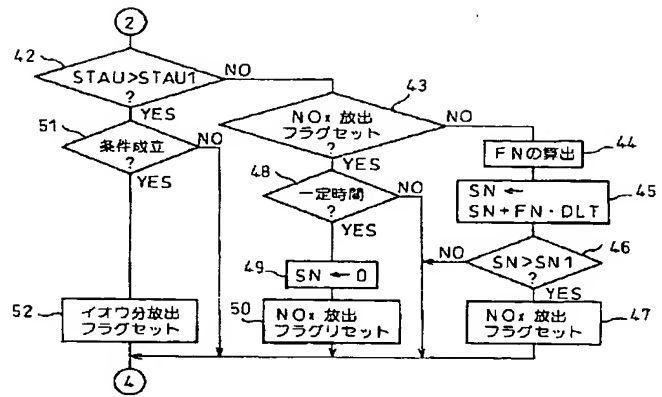 2
42
STAU>STAU1
?
NO
YES
51
条件成立
?
NO
YES
43
NOx 放出
フラグセット
?
NO
YES
48
一定時間
?
NO
YES
44
FNの算出
45
SN ←
SN+FN・DLT
46
SN>SN1
?
NO
YES
49
SN ← 0
50
NOx 放出
フラグリセット
47
NOx 放出
フラグセット
52
イオウ分放出
フラグセット
4